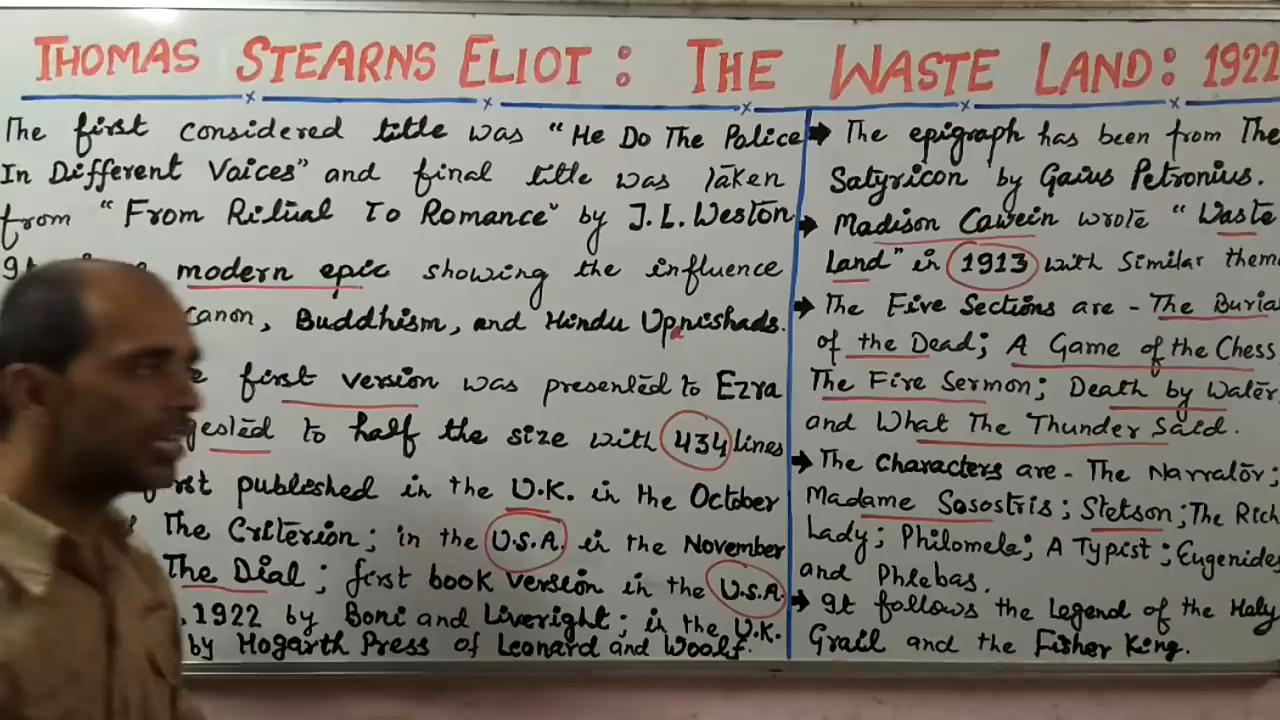 THOMAS STEARNS ELIOT : THE WASTE LAND : 1922
The first considered title was "He Do The Police
In Different Voices" and final title was Taken
from "From Ritual To Romance" by J.L. Weston
It modern epic showing the influence
canon, Buddhism, and Hindu Upanishads.
first version was presented to Ezra
to half the size with 434 lines
published in the U.K. in the October
The Criterion; in the U.S.A. in the November
The Dial; first book version in the U.S.A.
1922 by Boni and Liveright; in the U.K.
by Hogarth Press of Leonard and Woolf.
➡ The epigraph has been from The
Satyricon by Gaius Petronius.
➡ Madison Cawein wrote "Waste
Land" in 1913 with Similar them
➡ The Five Sections are - The Buria
of the Dead; A Game of the Chess
The Fire Sermon; Death by Water;
and What The Thunder Said.
➡ The Characters are - The Narrator;
Madame Sosostris; Stetson; The Rich
Lady; Philomela; A Typist; Eugenides
and Phlebas.
➡ It follows the Legend of the Holy
Grail and the Fisher King.